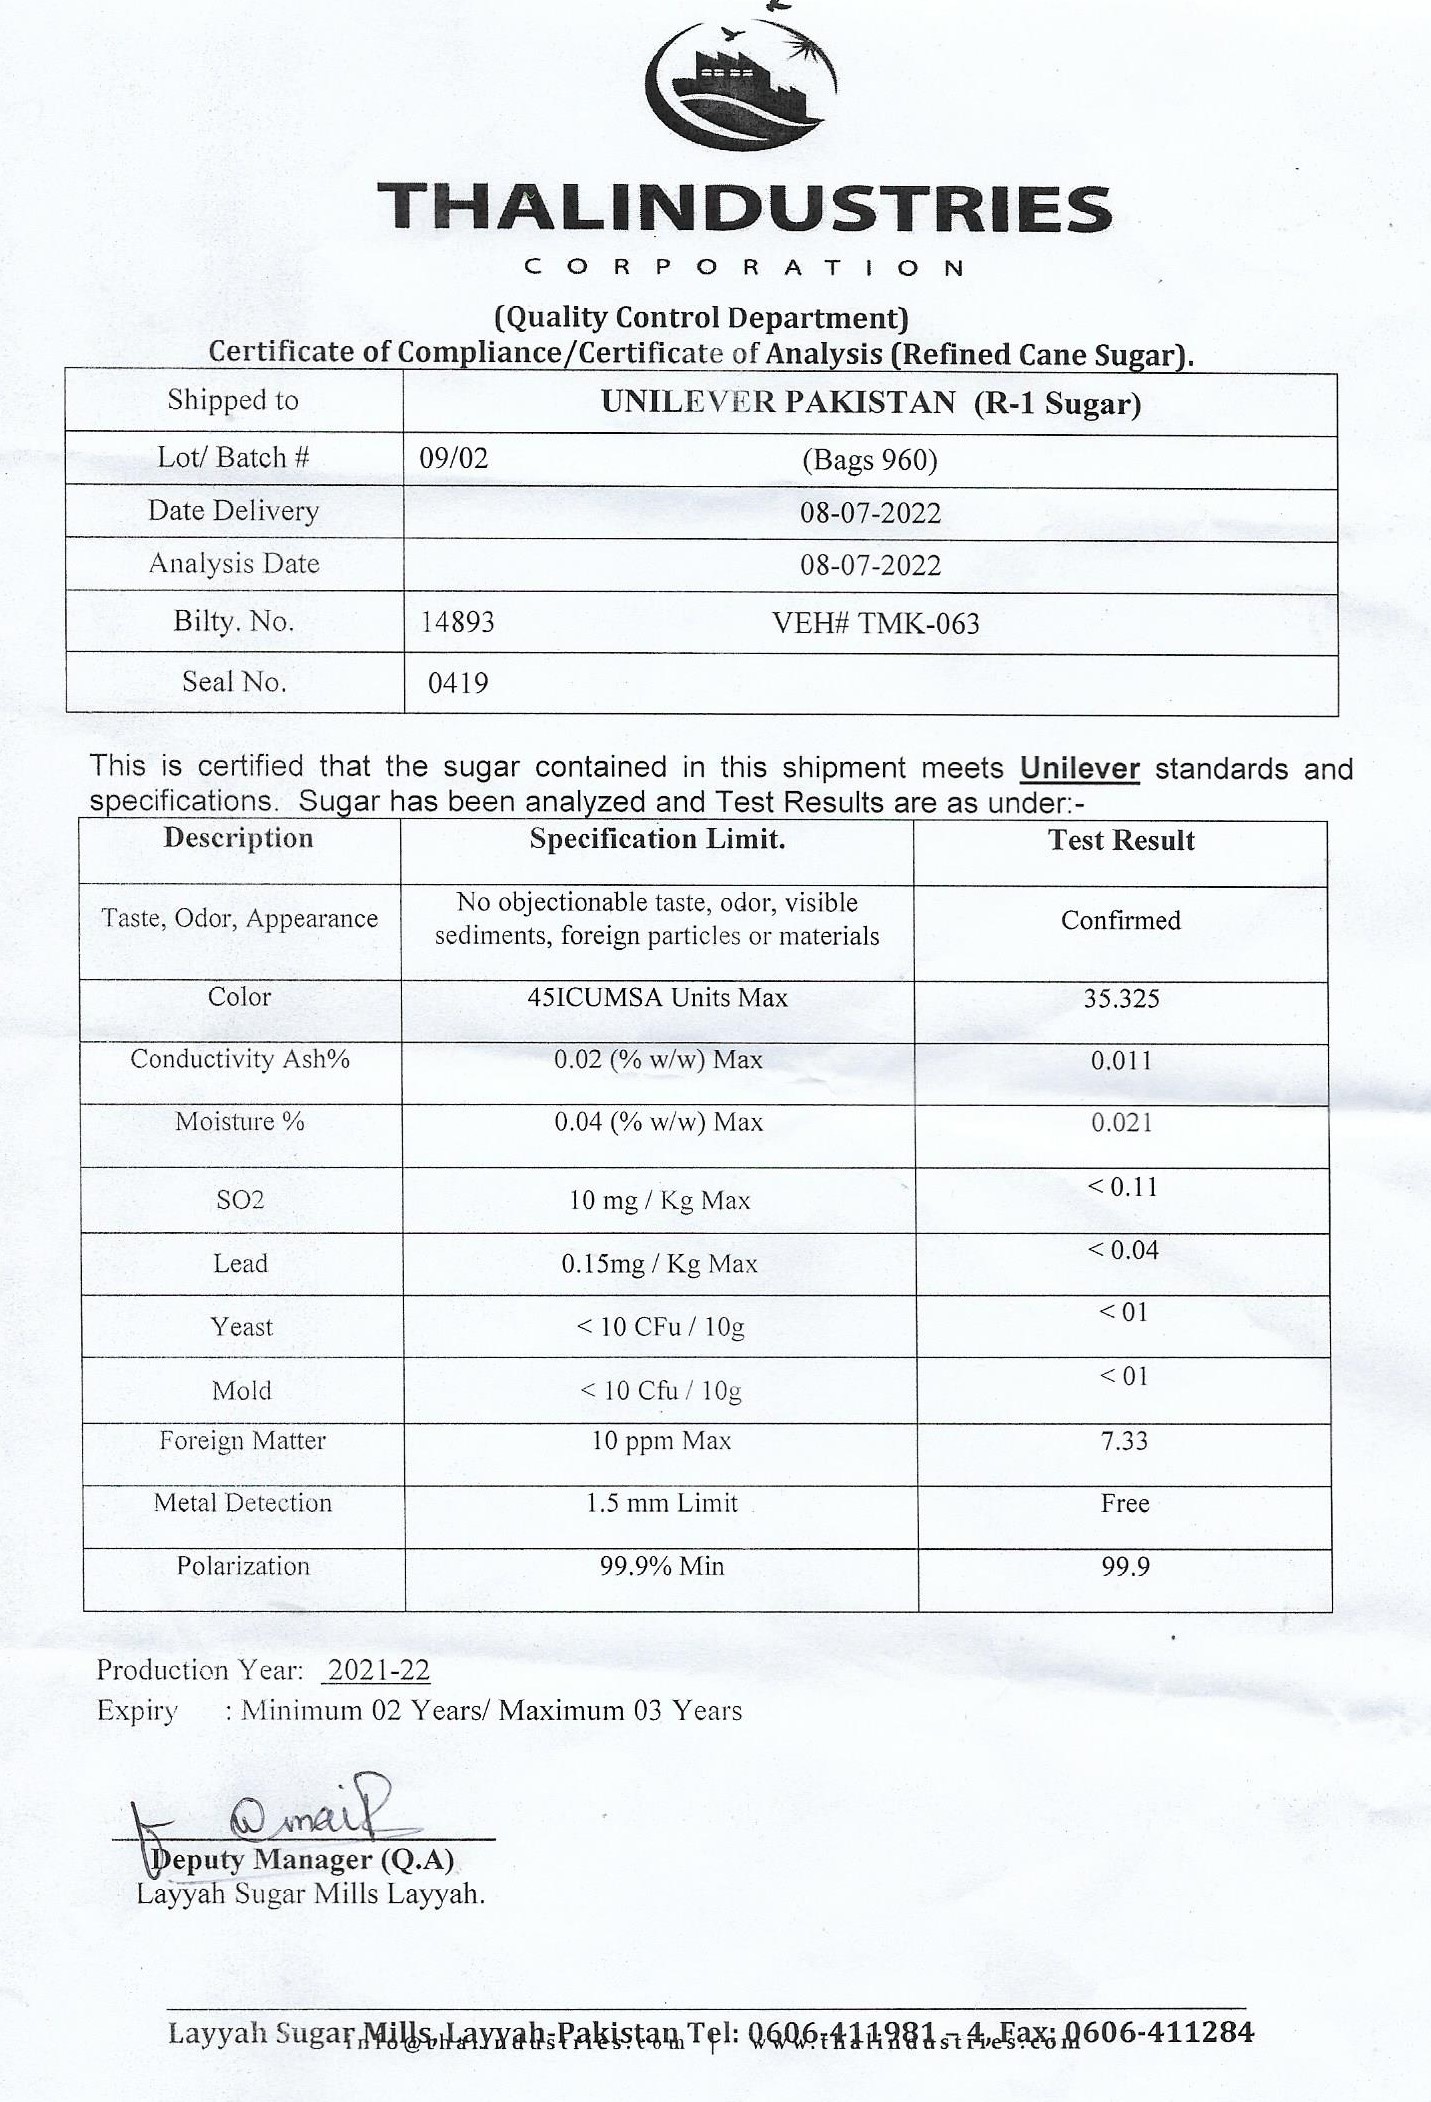 THALINDUSTRIES
CORPORATION
(Quality Control Department)
Certificate of Compliance/Certificate of Analysis (Refined Cane Sugar).
Shipped to UNILEVER PAKISTAN (R-1 Sugar)
Lot/ Batch # 09/02 (Bags 960)
Date Delivery 08-07-2022
Analysis Date 08-07-2022
Bilty. No. 14893 VEH# TMK-063
Seal No. 0419
This is certified that the sugar contained in this shipment meets Unilever standards and
specifications. Sugar has been analyzed and Test Results are as under:-
Description Specification Limit. Test Result
Taste, Odor, Appearance No objectionable taste, odor, visible
sediments, foreign particles or materials Confirmed
Color 45ICUMSA Units Max 35.325
Conductivity Ash% 0.02 (% w/w) Max 0.011
Moisture % 0.04 (% w/w) Max 0.021
SO2 10 mg / Kg Max < 0.11
Lead 0.15mg / Kg Max < 0.04
Yeast < 10 CFu / 10g < 01
Mold < 10 Cfu / 10g < 01
Foreign Matter 10 ppm Max 7.33
Metal Detection 1.5 mm Limit Free
Polarization 99.9% Min 99.9
Production Year: 2021-22
Expiry : Minimum 02 Years/ Maximum 03 Years
Deputy Manager (Q.A)
Layyah Sugar Mills Layyah.
Layyah Sugar Mills, Layyah-Pakistan Tel: 0606-411981 – 4, Fax: 0606-411284
info@thalindustries.com | www.thalindustries.com